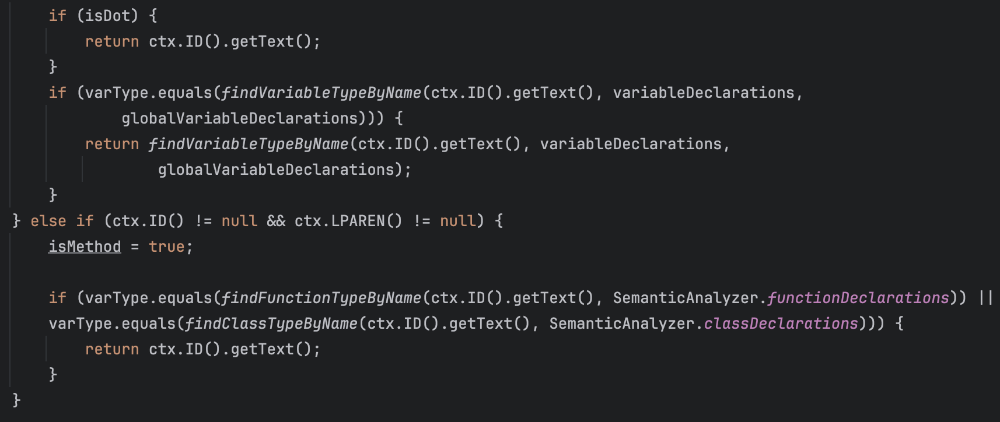 if (isDot) {
return ctx.ID().getText();
}
if (varType.equals(findVariableTypeByName(ctx.ID().getText(), variableDeclarations,
globalVariableDeclarations))) {
return findVariableTypeByName(ctx.ID().getText(), variableDeclarations,
globalVariableDeclarations);
}
} else if (ctx.ID() != null && ctx.LPAREN() != null) {
isMethod = true;
if (varType.equals(findFunctionTypeByName(ctx.ID().getText(), SemanticAnalyzer.functionDeclarations)) ||
varType.equals(findClassTypeByName(ctx.ID().getText(), SemanticAnalyzer.classDeclarations))) {
return ctx.ID().getText();
}
}